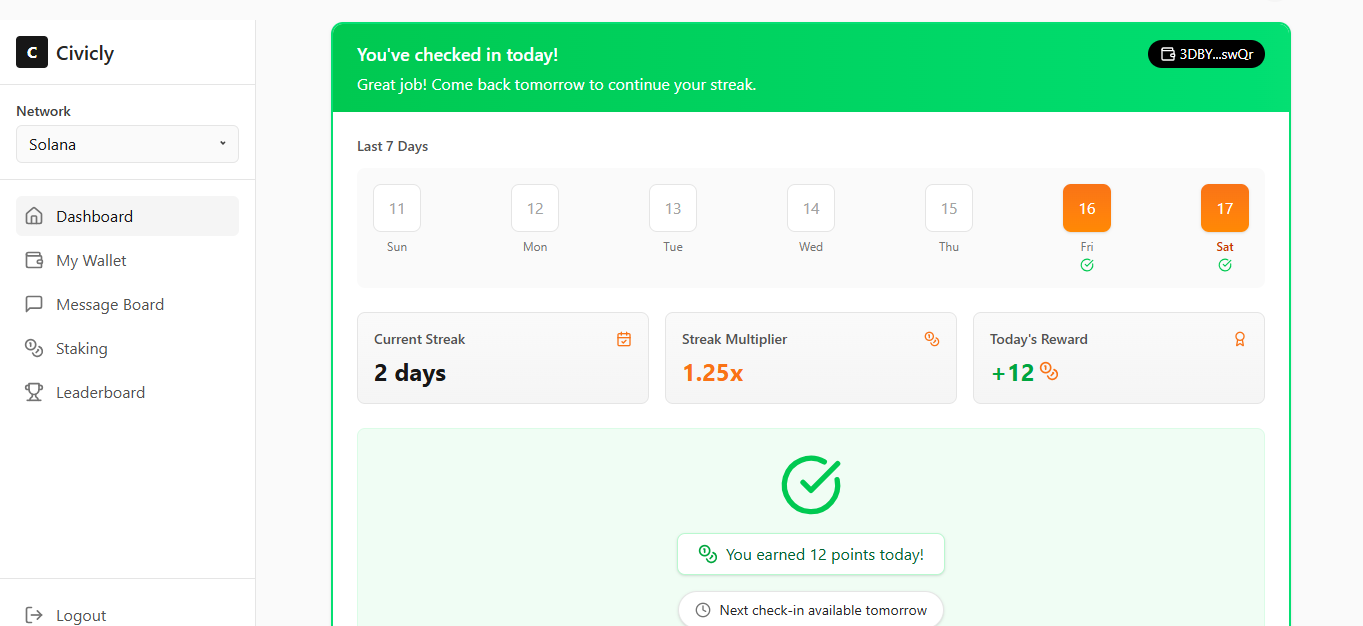 C Civicly
Network
Solana
Dashboard
My Wallet
Message Board
Staking
Leaderboard
Logout
You've checked in today!
Great job! Come back tomorrow to continue your streak.
3DBY...swQr
Last 7 Days
11 12 13 14 15 16 17
Sun Mon Tue Wed Thu Fri Sat
Current Streak
2 days
Streak Multiplier
1.25x
Today's Reward
+12
You earned 12 points today!
Next check-in available tomorrow